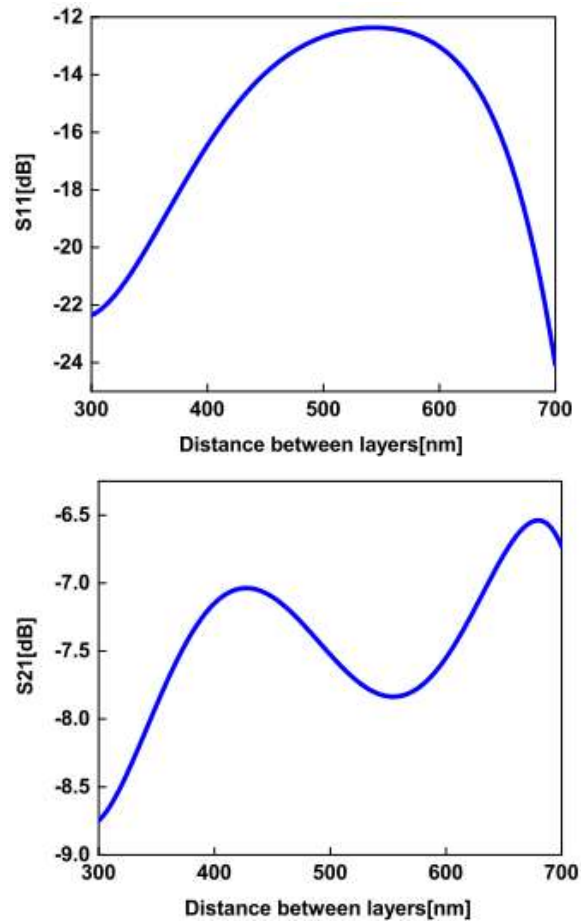 -12
-14
-16
-18
-20
-22
-24
S11[dB]
300 400 500 600 700
Distance between layers[nm]
-6.5
-7.0
-7.5
-8.0
-8.5
-9.0
S21[dB]
300 400 500 600 700
Distance between layers[nm]